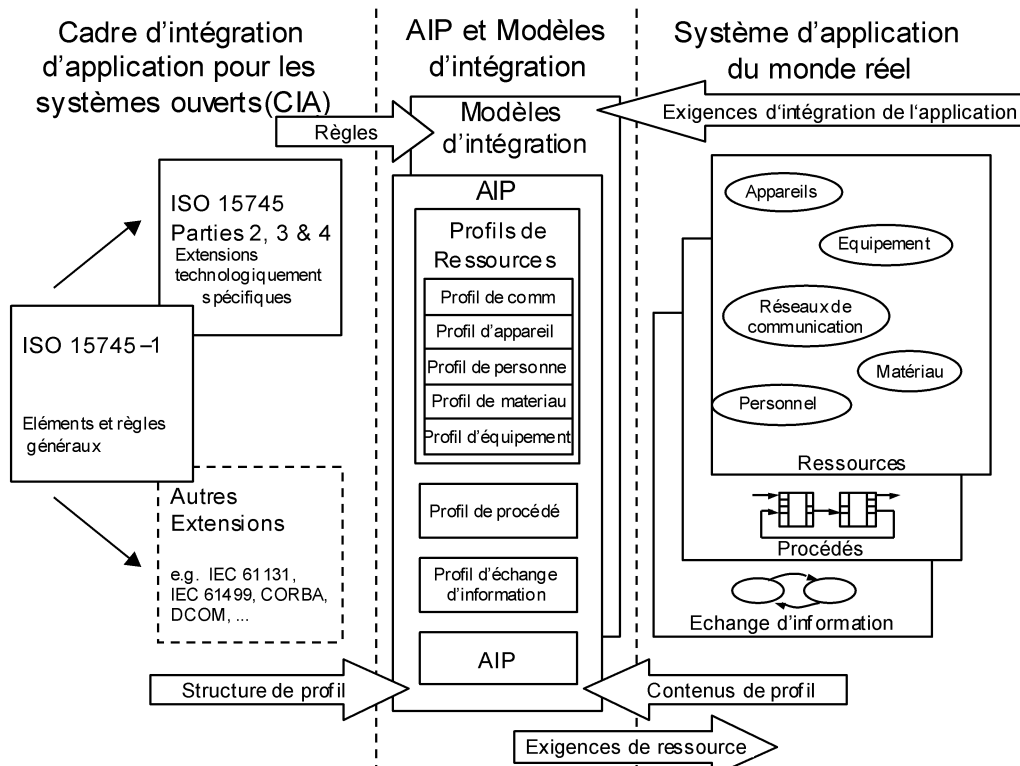 Cadre d'intégration
d'application pour les
systèmes ouverts(CIA)
Règles
ISO 15745
Parties 2, 3 & 4
Extensions
technologiquement
spécifiques
ISO 15745–1
Eléments et règles
généraux
Autres
Extensions
e.g. IEC 61131,
IEC 61499, CORBA,
DCOM, ...
Structure de profil
AIP et Modèles
d'intégration
Modèles
d'intégration
AIP
Profils de
Ressources
Profil de comm
Profil d'appareil
Profil de personne
Profil de materiau
Profil d'équipement
Profil de procédé
Profil d'échange
d'information
AIP
Système d'application
du monde réel
Exigences d'intégration de l'application
Appareils
Equipement
Réseaux de
communication
Matériau
Personnel
Ressources
Procédés
Echange d'information
Contenus de profil
Exigences de ressource